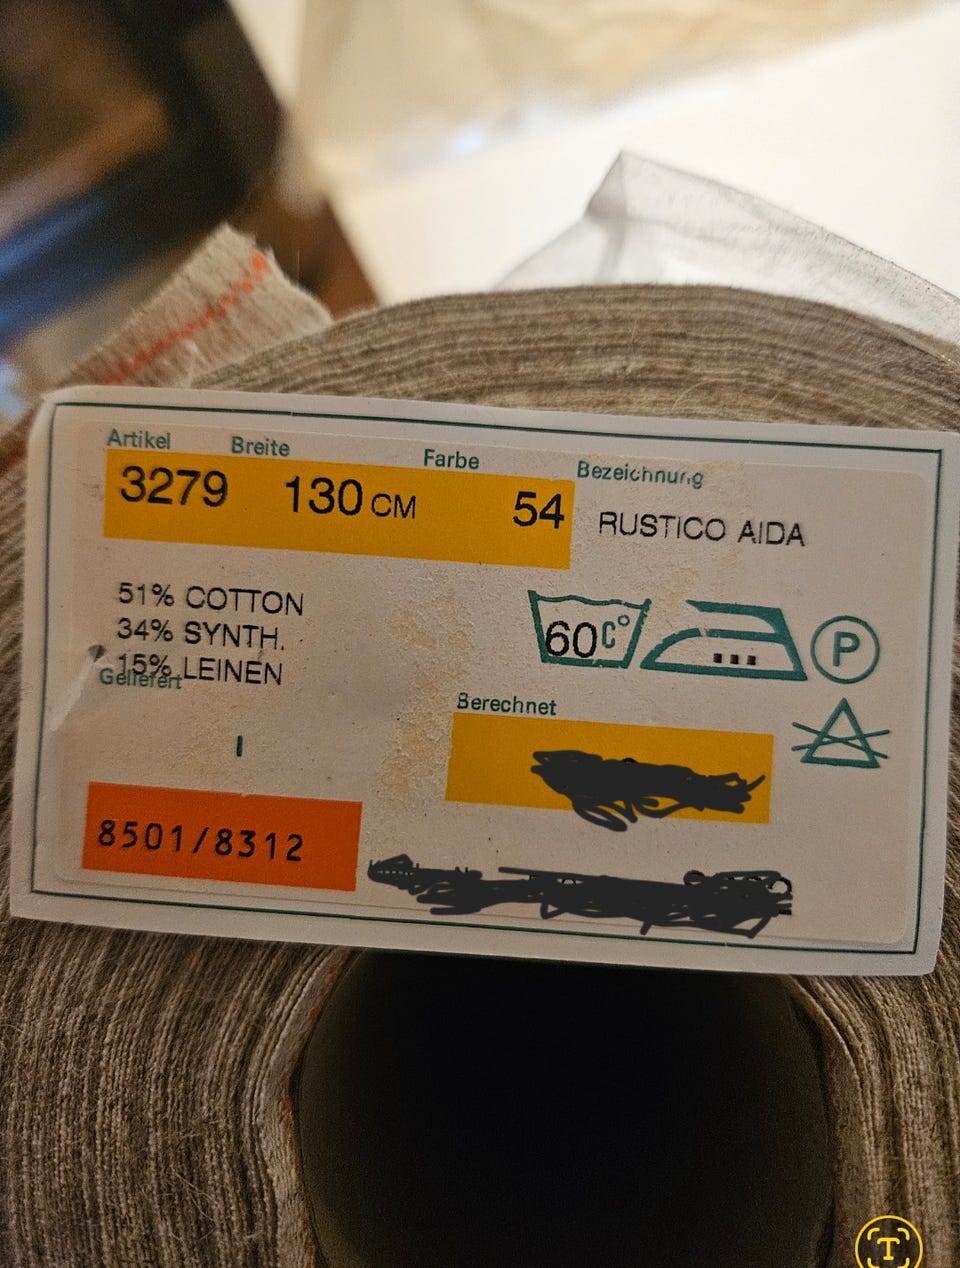 Artikel Breite Farbe Bezeichnung
3279 130 CM 54 RUSTICO AIDA
51% COTTON
34% SYNTH.
15% LEINEN
60C°
P
Geliefert
Berechnet
8501/8312
T